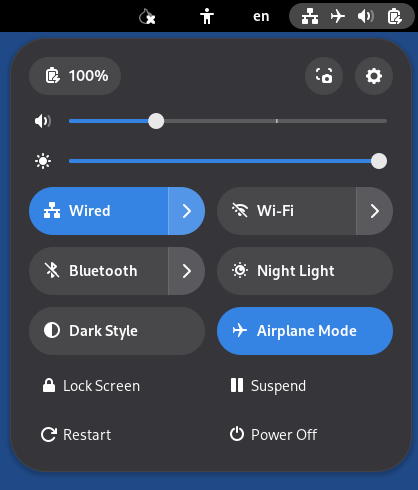 en
100%
Wired
Wi-Fi
Bluetooth
Night Light
Dark Style
Airplane Mode
Lock Screen
Suspend
Restart
Power Off